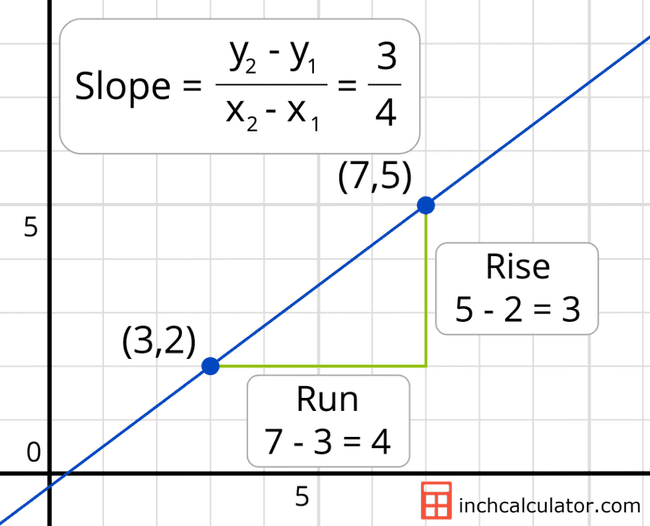 Slope = y₂ - y₁ / x₂ - x₁ = 3 / 4
(7,5)
5
Rise
5 - 2 = 3
(3,2)
Run
7 - 3 = 4
0
5
inchcalculator.com